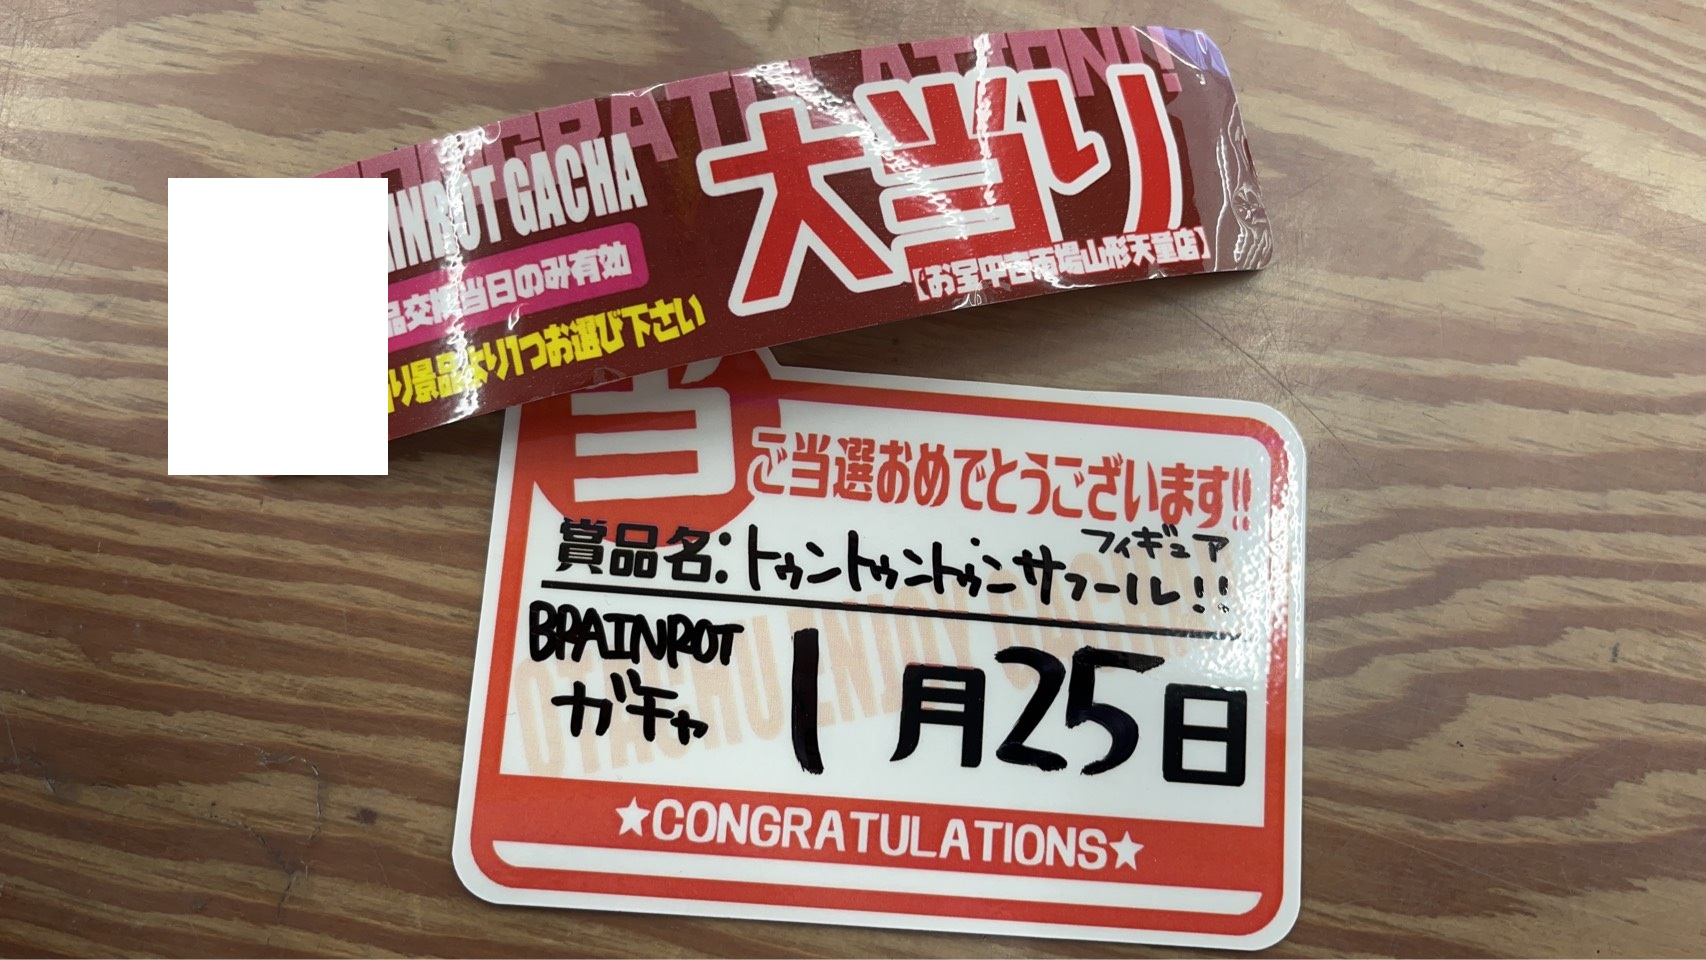 CONGRATULATION!!
AINROT GACHA
大当り
品交換当日のみ有効
【お宝中古市場山形天童店】
り景品より1つお選び下さい
当
ご当選おめでとうございます!!
フィギュア
賞品名:トゥントゥントゥンサフール!!
BRAINROT
ガチャ
1月25日
★CONGRATULATIONS★